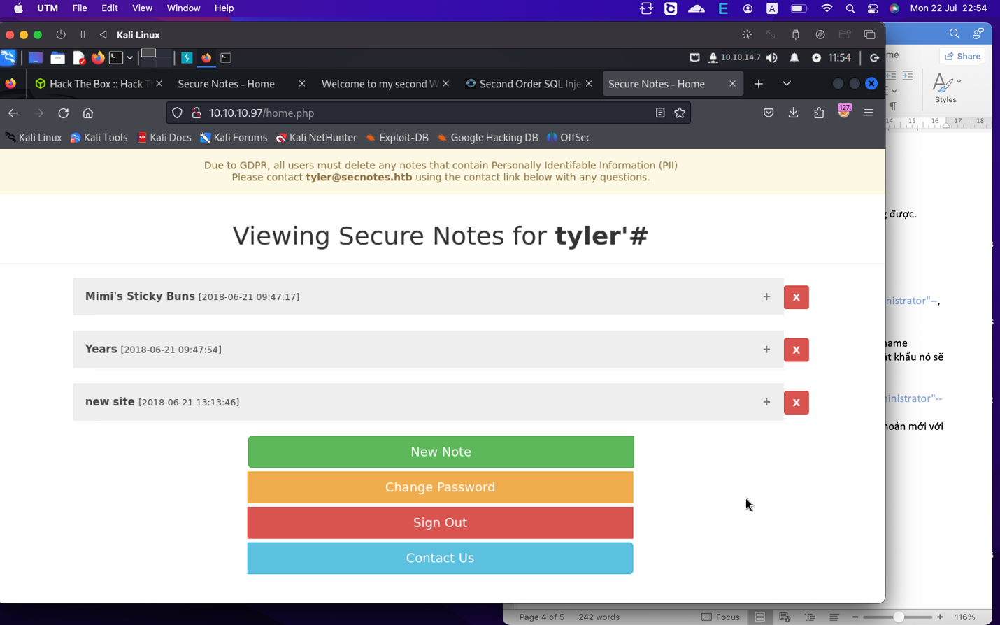 UTM File Edit View Window Help E A Mon 22 Jul 22:54
Kali Linux
10.10.14.7 11:54
Hack The Box :: Hack Th Secure Notes - Home Welcome to my second W Second Order SQL Injec Secure Notes - Home
10.10.10.97/home.php 127.
Kali Linux Kali Tools Kali Docs Kali Forums Kali NetHunter Exploit-DB Google Hacking DB OffSec
Due to GDPR, all users must delete any notes that contain Personally Identifable Information (PII)
Please contact tyler@secnotes.htb using the contact link below with any questions.
Viewing Secure Notes for tyler'#
Mimi's Sticky Buns [2018-06-21 09:47:17] + X
Years [2018-06-21 09:47:54] + X
new site [2018-06-21 13:13:46] + X
New Note
Change Password
Sign Out
Contact Us
me Share
Styles
14 15 16 17 18
được.
nistrator"--,
name
ật khẩu nó sẽ
ministrator"--
hoản mới với
Page 4 of 5 242 words Focus 116%